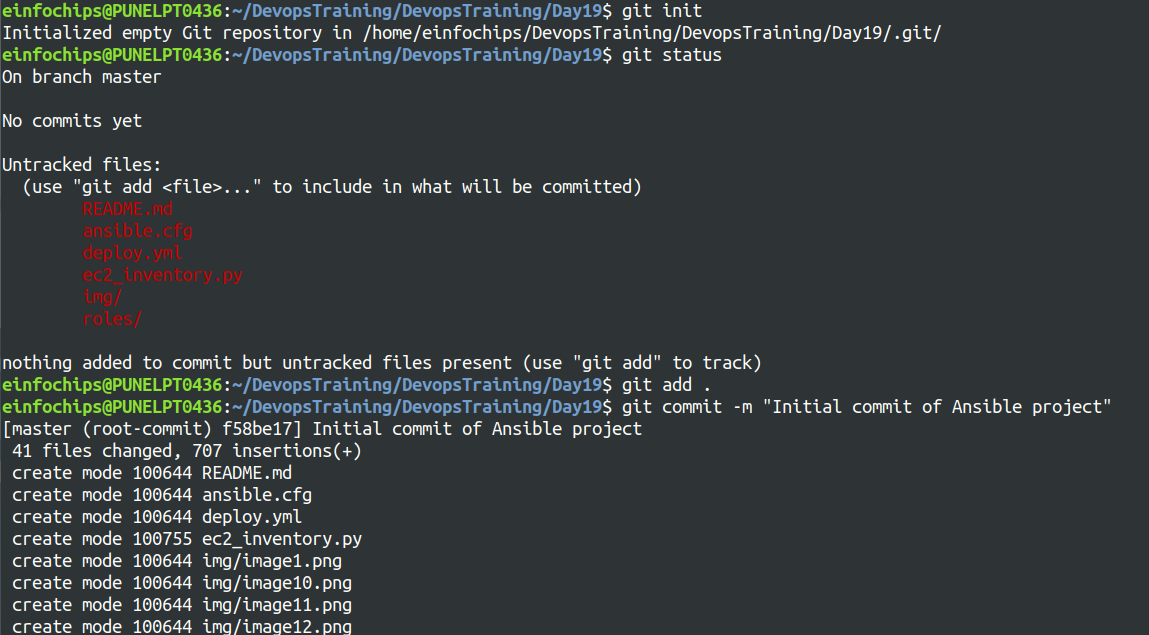 einfochips@PUNELPT0436:~/DevopsTraining/DevopsTraining/Day19$ git init
Initialized empty Git repository in /home/einfochips/DevopsTraining/DevopsTraining/Day19/.git/
einfochips@PUNELPT0436:~/DevopsTraining/DevopsTraining/Day19$ git status
On branch master

No commits yet

Untracked files:
  (use "git add <file>..." to include in what will be committed)
        README.md
        ansible.cfg
        deploy.yml
        ec2_inventory.py
        img/
        roles/

nothing added to commit but untracked files present (use "git add" to track)
einfochips@PUNELPT0436:~/DevopsTraining/DevopsTraining/Day19$ git add .
einfochips@PUNELPT0436:~/DevopsTraining/DevopsTraining/Day19$ git commit -m "Initial commit of Ansible project"
[master (root-commit) f58be17] Initial commit of Ansible project
 41 files changed, 707 insertions(+)
 create mode 100644 README.md
 create mode 100644 ansible.cfg
 create mode 100644 deploy.yml
 create mode 100755 ec2_inventory.py
 create mode 100644 img/image1.png
 create mode 100644 img/image10.png
 create mode 100644 img/image11.png
 create mode 100644 img/image12.png